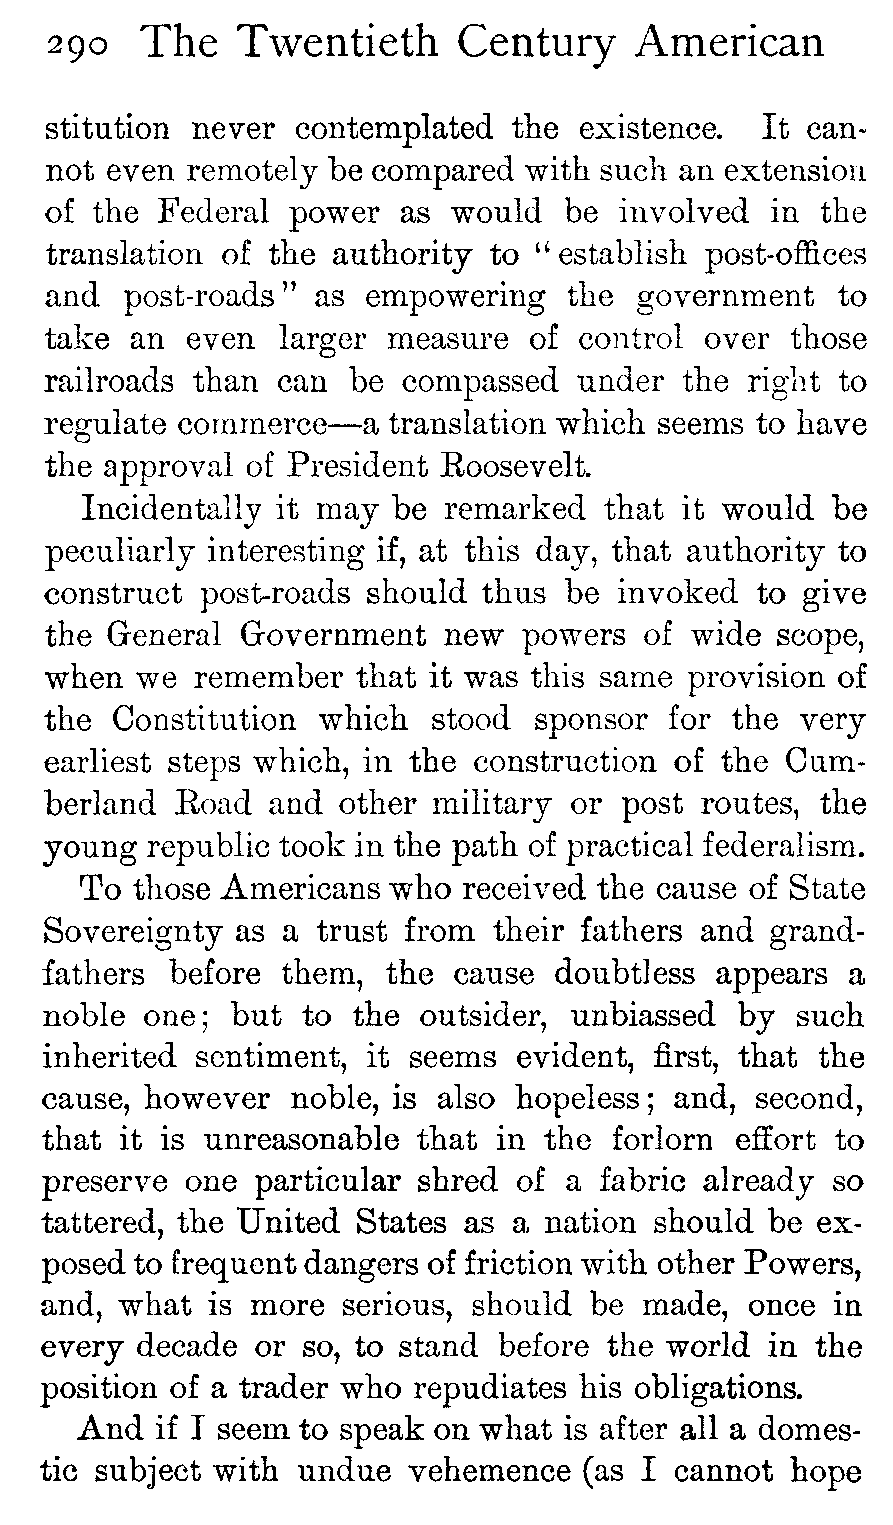 290 The Twentieth Century American
stitution never contemplated the existence. It can-
not even remotely be compared with such an extension
of the Federal power as would be involved in the
translation of the authority to “establish post-offices
and post-roads” as empowering the government to
take an even larger measure of control over those
railroads than can be compassed under the right to
regulate commerce—a translation which seems to have
the approval of President Roosevelt.
Incidentally it may be remarked that it would be
peculiarly interesting if, at this day, that authority to
construct post-roads should thus be invoked to give
the General Government new powers of wide scope,
when we remember that it was this same provision of
the Constitution which stood sponsor for the very
earliest steps which, in the construction of the Cum-
berland Road and other military or post routes, the
young republic took in the path of practical federalism.
To those Americans who received the cause of State
Sovereignty as a trust from their fathers and grand-
fathers before them, the cause doubtless appears a
noble one; but to the outsider, unbiassed by such
inherited sentiment, it seems evident, first, that the
cause, however noble, is also hopeless; and, second,
that it is unreasonable that in the forlorn effort to
preserve one particular shred of a fabric already so
tattered, the United States as a nation should be ex-
posed to frequent dangers of friction with other Powers,
and, what is more serious, should be made, once in
every decade or so, to stand before the world in the
position of a trader who repudiates his obligations.
And if I seem to speak on what is after all a domes-
tic subject with undue vehemence (as I cannot hope